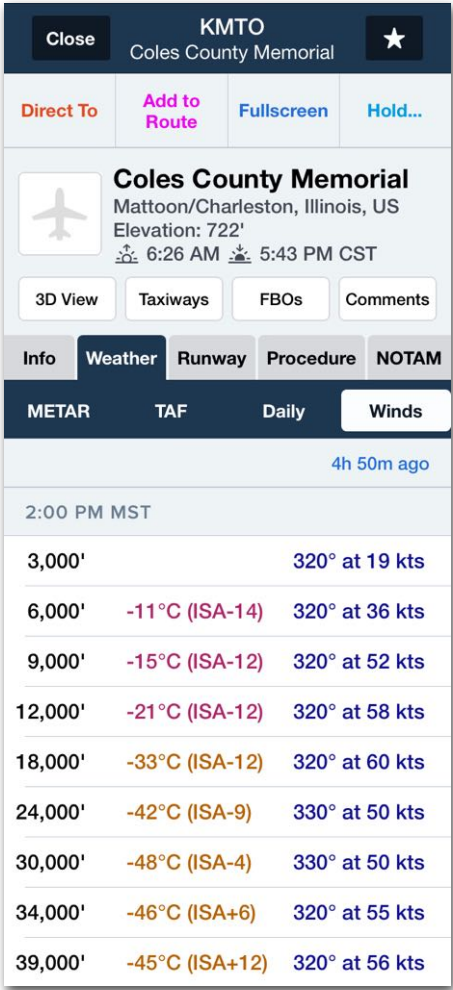 Close
KMTO
Coles County Memorial
Direct To
Add to
Route
Fullscreen
Hold...
Coles County Memorial
Mattoon/Charleston, Illinois, US
Elevation: 722'
6:26 AM 5:43 PM CST
3D View Taxiways FBOs Comments
Info Weather Runway Procedure NOTAM
METAR TAF Daily Winds
4h 50m ago
2:00 PM MST
3,000' 320° at 19 kts
6,000' -11°C (ISA-14) 320° at 36 kts
9,000' -15°C (ISA-12) 320° at 52 kts
12,000' -21°C (ISA-12) 320° at 58 kts
18,000' -33°C (ISA-12) 320° at 60 kts
24,000' -42°C (ISA-9) 330° at 50 kts
30,000' -48°C (ISA-4) 330° at 50 kts
34,000' -46°C (ISA+6) 320° at 55 kts
39,000' -45°C (ISA+12) 320° at 56 kts